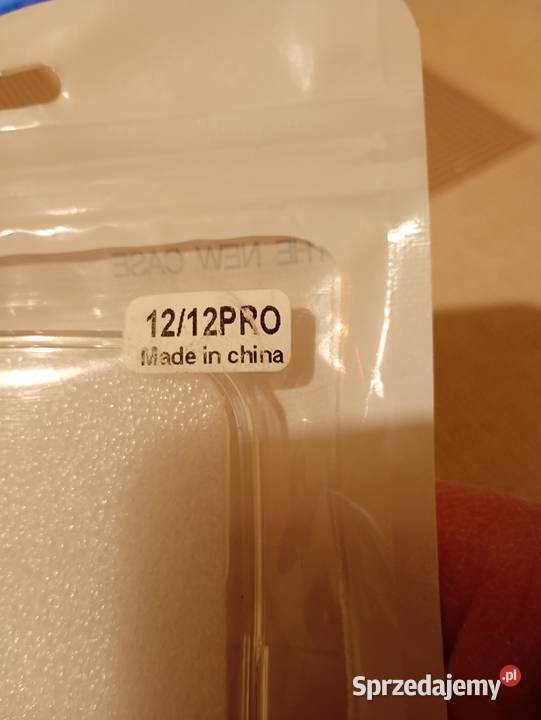 THE NEW CASE
12/12PRO
Made in china
Sprzedajemy.pl